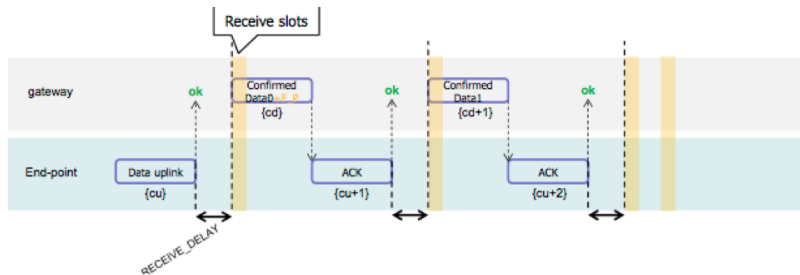 Receive slots
gateway
ok
Confirmed
Data0+F_P
{cd}
ok
Confirmed
Data1
{cd+1}
ok
End-point
Data uplink
{cu}
ACK
{cu+1}
ACK
{cu+2}
RECEIVE_DELAY